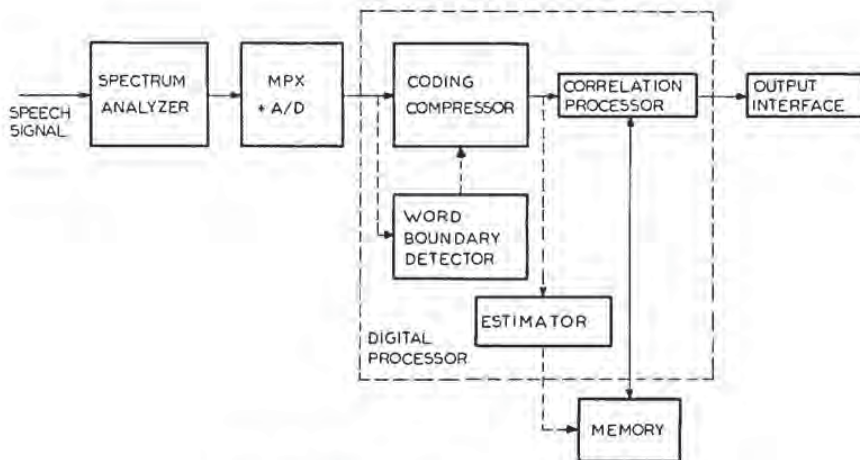 SPEECH
SIGNAL
SPECTRUM
ANALYZER
MPX
+ A/D
CODING
COMPRESSOR
CORRELATION
PROCESSOR
OUTPUT
INTERFACE
WORD
BOUNDARY
DETECTOR
ESTIMATOR
DIGITAL
PROCESSOR
MEMORY